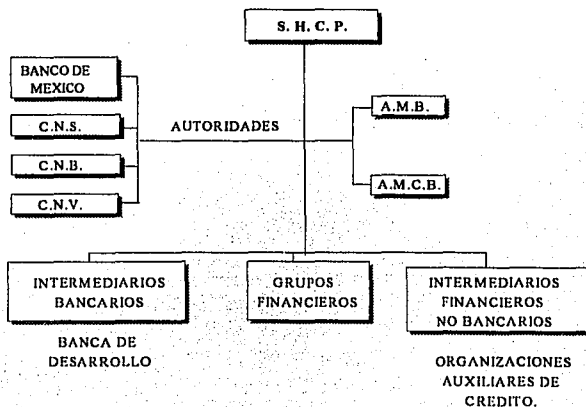 S. H. C. P.
BANCO DE
MEXICO
C.N.S.
AUTORIDADES
A.M.B.
C.N.B.
C.N.V.
A.M.C.B.
INTERMEDIARIOS
BANCARIOS
GRUPOS
FINANCIEROS
INTERMEDIARIOS
FINANCIEROS
NO BANCARIOS
BANCA DE
DESARROLLO
ORGANIZACIONES
AUXILIARES DE
CREDITO.